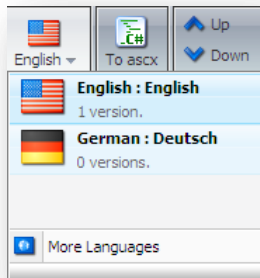 English
.C#
To ascx
Up
Down
English : English
1 version.
German : Deutsch
0 versions.
More Languages